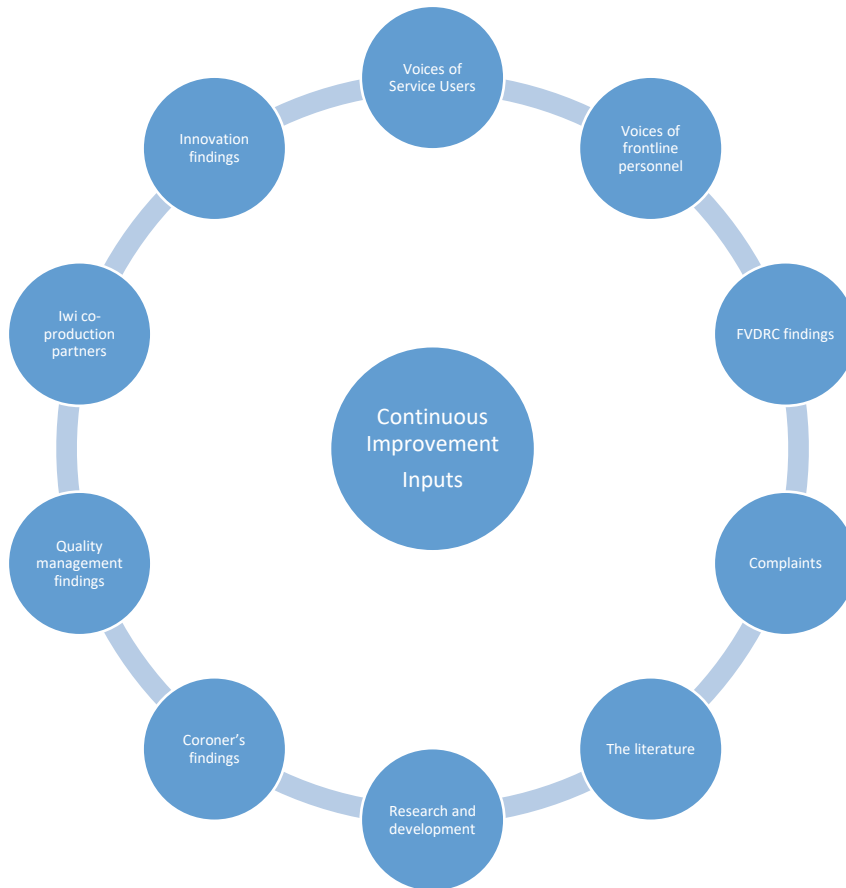 Voices of
Service Users
Voices of
frontline
personnel
FVDRC findings
Complaints
The literature
Research and
development
Coroner’s
findings
Quality
management
findings
Iwi co-
production
partners
Innovation
findings
Continuous
Improvement
Inputs